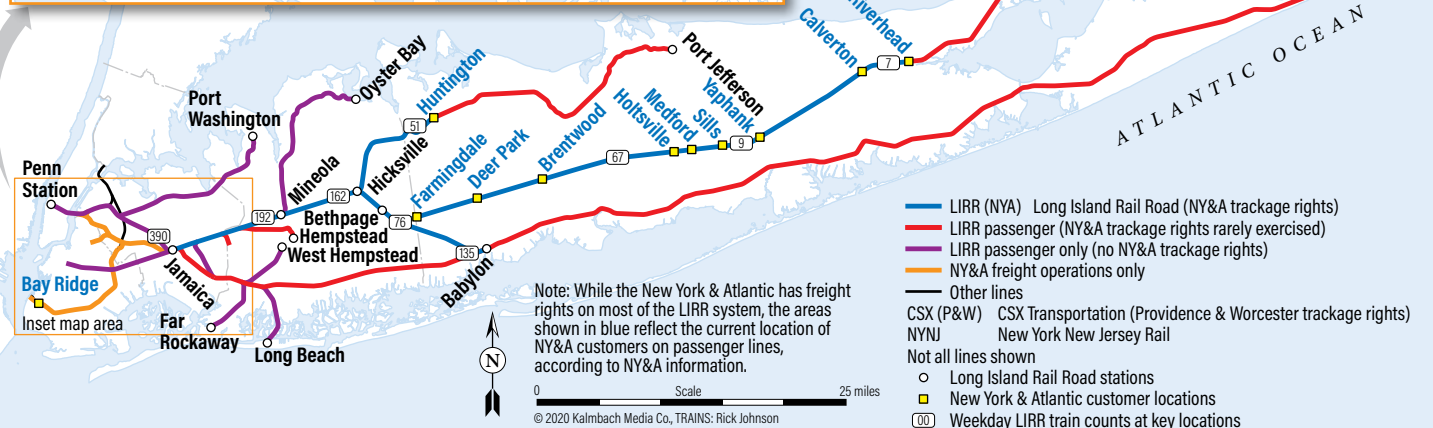 Riverhead
Calverton
7
ATLANTIC OCEAN
Port Jefferson
Yaphank
9
Sills
Medford
Holtsville
67
Brentwood
Deer Park
Farmingdale
76
Huntington
51
Oyster Bay
Hicksville
Port
Washington
Mineola
162
192
Bethpage
Hempstead
West Hempstead
Penn
Station
390
Jamaica
135
Babylon
Bay Ridge
Inset map area
Far
Rockaway
Long Beach
Note: While the New York & Atlantic has freight
rights on most of the LIRR system, the areas
shown in blue reflect the current location of
NY&A customers on passenger lines,
according to NY&A information.
N
0 Scale 25 miles
© 2020 Kalmbach Media Co., TRAINS: Rick Johnson
LIRR (NYA) Long Island Rail Road (NY&A trackage rights)
LIRR passenger (NY&A trackage rights rarely exercised)
LIRR passenger only (no NY&A trackage rights)
NY&A freight operations only
Other lines
CSX (P&W) CSX Transportation (Providence & Worcester trackage rights)
NYNJ New York New Jersey Rail
Not all lines shown
Long Island Rail Road stations
New York & Atlantic customer locations
00 Weekday LIRR train counts at key locations